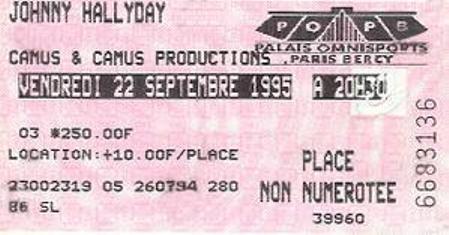 JOHNNY HALLYDAY
POPB
PALAIS OMNISPORTS
PARIS BERCY
CAMUS & CAMUS PRODUCTIONS
VENDREDI 22 SEPTEMBRE 1995 A 20H30
03 *250.00F
LOCATION:+10.00F/PLACE
PLACE
NON NUMEROTEE
23002319 05 260794 280
86 SL
39960
6683136